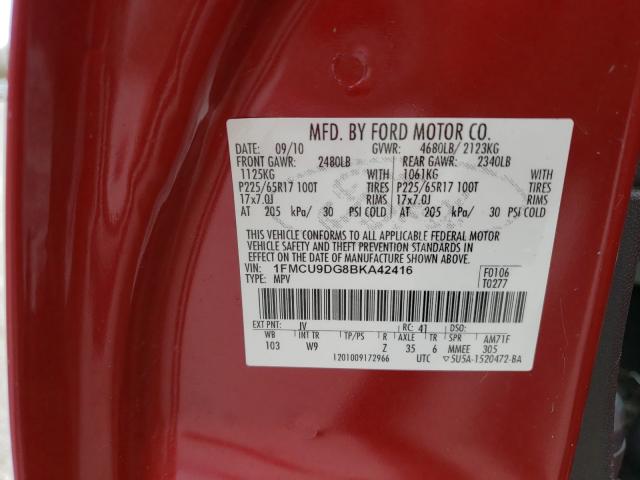 MFD. BY FORD MOTOR CO.
DATE: 09/10 GVWR: 4680LB/ 2123KG
FRONT GAWR: 2480LB REAR GAWR: 2340LB
1125KG WITH 1061KG WITH
P225/65R17 100T TIRES P225/65R17 100T TIRES
17x7.0J RIMS 17x7.0J RIMS
AT 205 kPa/ 30 PSI COLD AT 205 kPa/ 30 PSI COLD
THIS VEHICLE CONFORMS TO ALL APPLICABLE FEDERAL MOTOR
VEHICLE SAFETY AND THEFT PREVENTION STANDARDS IN
EFFECT ON THE DATE OF MANUFACTURE SHOWN ABOVE.
VIN: 1FMCU9DG8BKA42416 F0106
TYPE: MPV T0277
EXT PNT: JV RC: 41 DSO:
WB INT TR TP/PS R AXLE TR SPR AM71F
103 W9 Z 35 6 MMEE 305
1201009172966 UTC ▽5U5A-1520472-BA